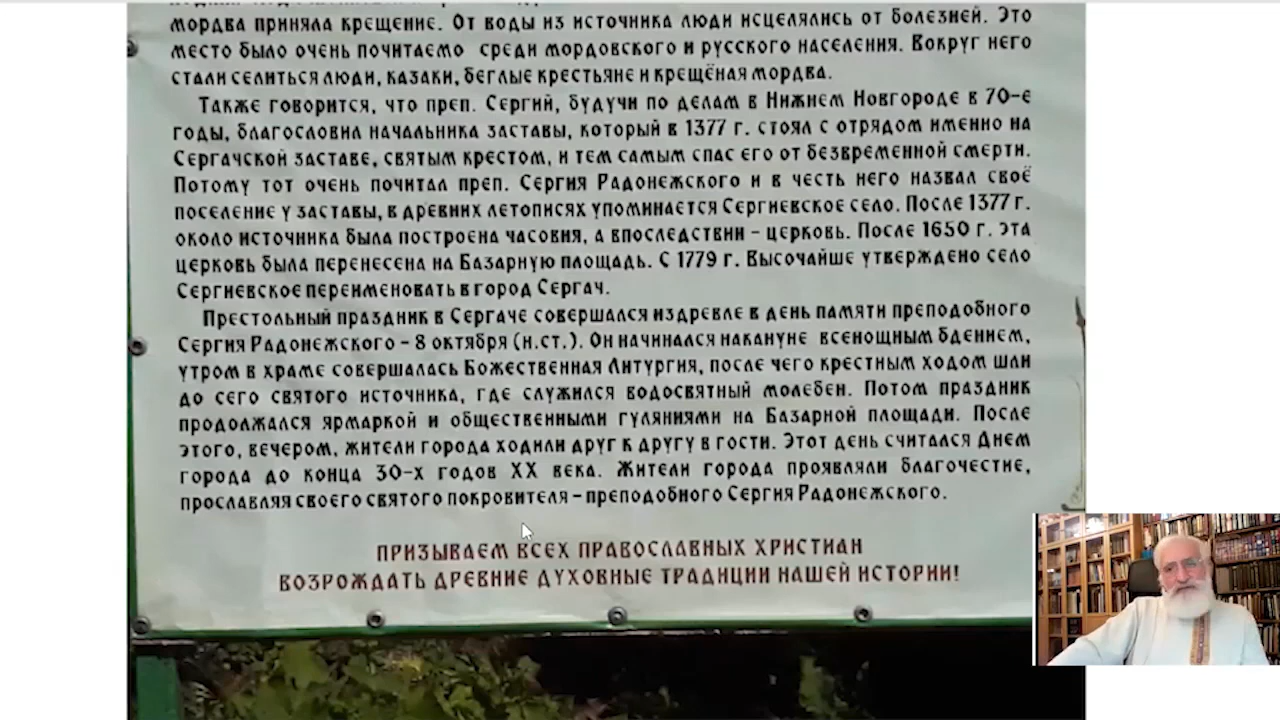 мордва приняла крещение. От воды из источника люди исцелялись от болезней. Это
место было очень почитаемо среди мордовского и русского населения. Вокруг него
стали селиться люди, казаки, беглые крестьяне и крещёная мордва.
Также говорится, что преп. Сергий, будучи по делам в Нижнем Новгороде в 70-е
годы, благословил начальника заставы, который в 1377 г. стоял с отрядом именно на
Сергачской заставе, святым крестом, и тем самым спас его от безвременной смерти.
Потому тот очень почитал преп. Сергия Радонежского и в честь него назвал своё
поселение у заставы, в древних летописях упоминается Сергиевское село. После 1377 г.
около источника была построена часовня, а впоследствии – церковь. После 1650 г. эта
церковь была перенесена на Базарную площадь. С 1779 г. Высочайше утверждено село
Сергиевское переименовать в город Сергач.
Престольный праздник в Сергаче совершался издревле в день памяти преподобного
Сергия Радонежского – 8 октября (н.ст.). Он начинался накануне всенощным бдением,
утром в храме совершалась Божественная Литургия, после чего крестным ходом шли
до сего святого источника, где служился водосвятный молебен. Потом праздник
продолжался ярмаркой и общественными гуляниями на Базарной площади. После
этого, вечером, жители города ходили друг к другу в гости. Этот день считался Днем
города до конца 30-х годов XX века. Жители города проявляли благочестие,
прославляя своего святого покровителя – преподобного Сергия Радонежского.
ПРИЗЫВАЕМ ВСЕХ ПРАВОСЛАВНЫХ ХРИСТИАН
ВОЗРОЖДАТЬ ДРЕВНИЕ ДУХОВНЫЕ ТРАДИЦИИ НАШЕЙ ИСТОРИИ!